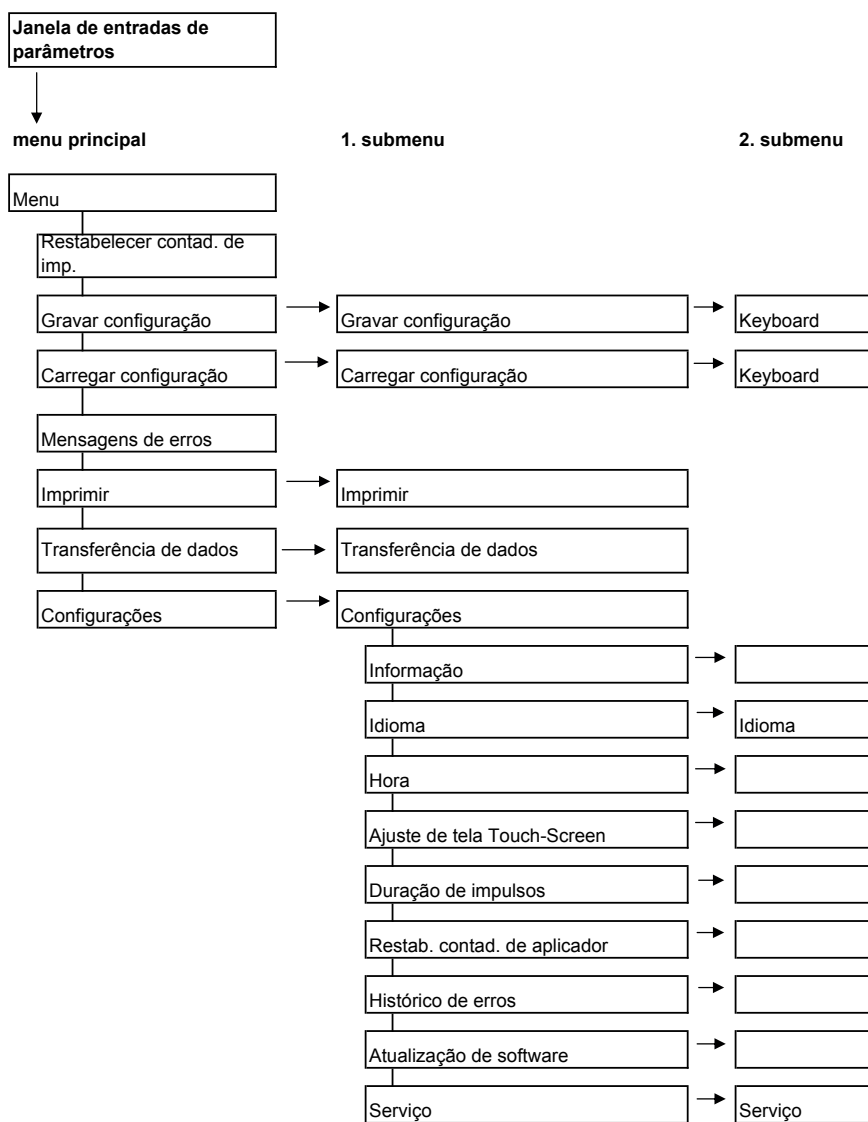 Janela de entradas de
parâmetros
menu principal
1. submenu
2. submenu
Menu
Restabelecer contad. de
imp.
Gravar configuração
Gravar configuração
Keyboard
Carregar configuração
Carregar configuração
Keyboard
Mensagens de erros
Imprimir
Imprimir
Transferência de dados
Transferência de dados
Configurações
Configurações
Informação
Idioma
Idioma
Hora
Ajuste de tela Touch-Screen
Duração de impulsos
Restab. contad. de aplicador
Histórico de erros
Atualização de software
Serviço
Serviço